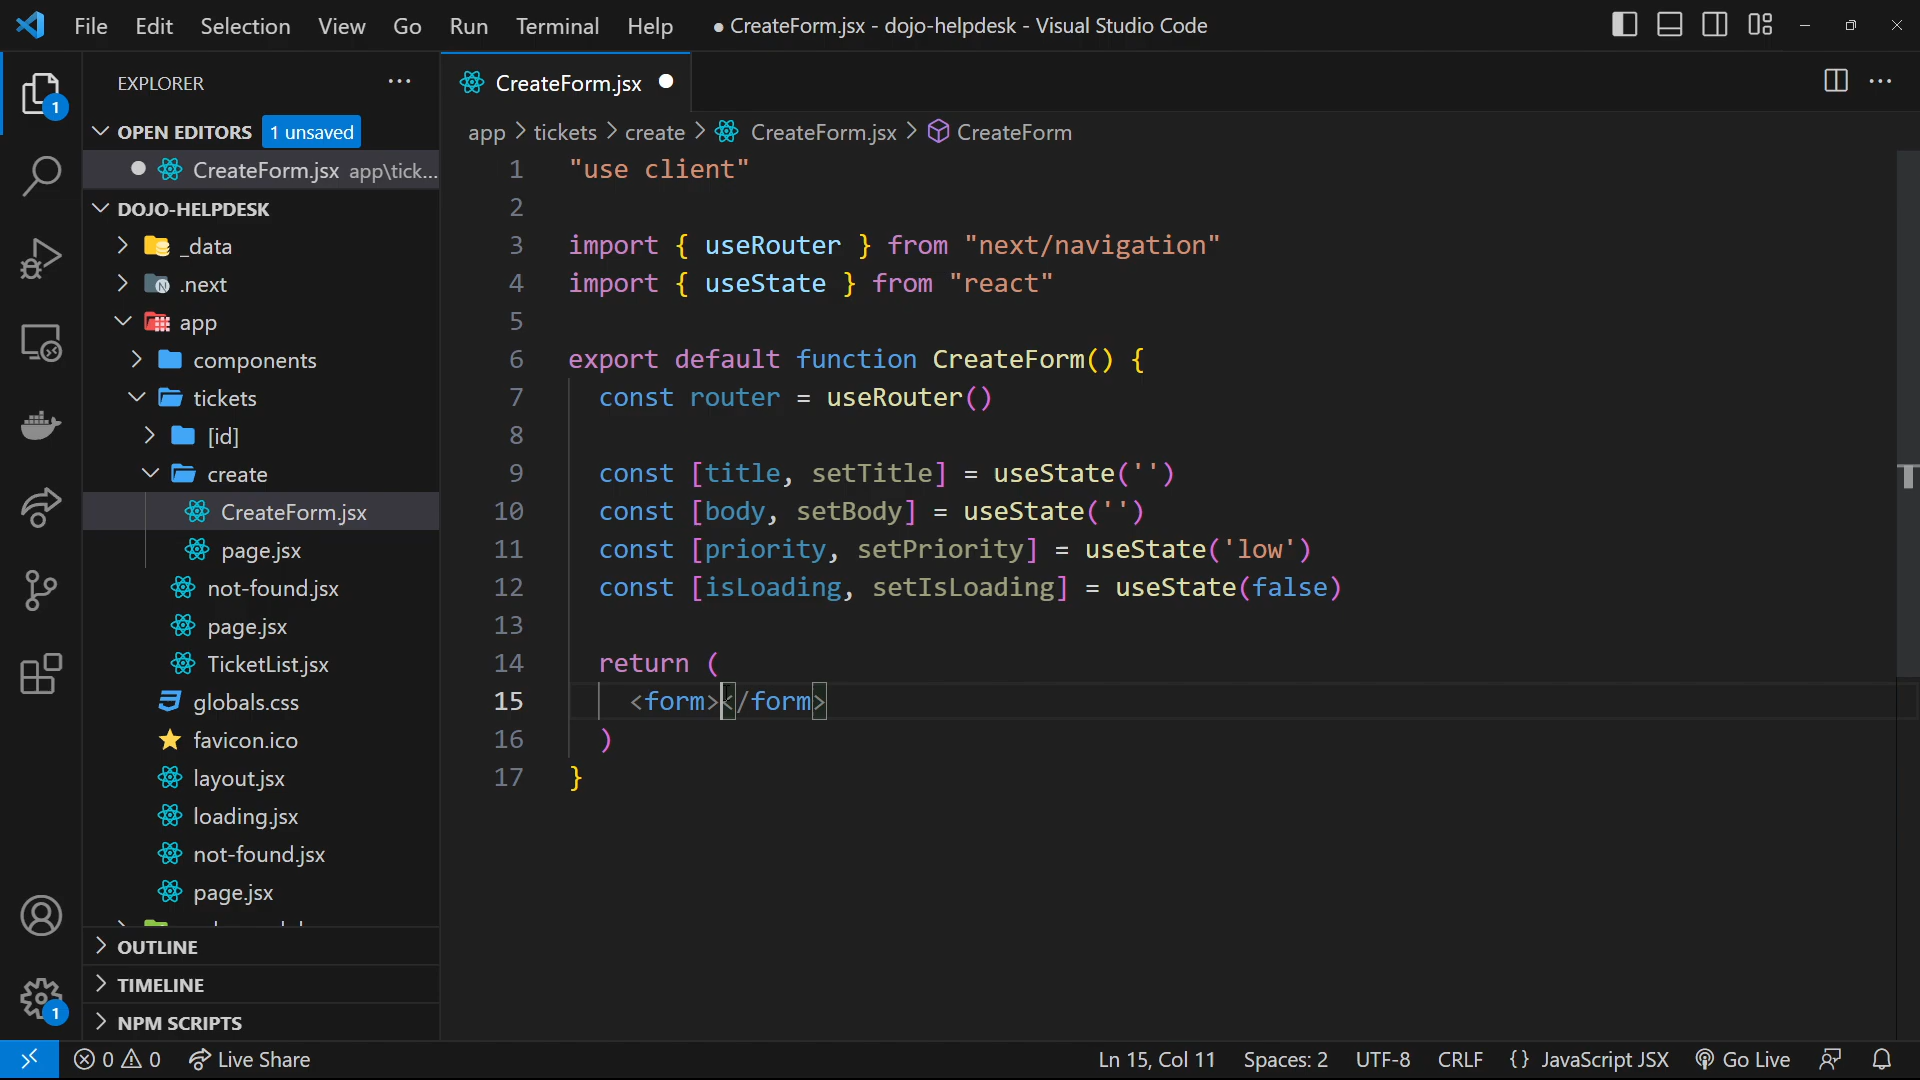 File Edit Selection View Go Run Terminal Help ● CreateForm.jsx - dojo-helpdesk - Visual Studio Code
EXPLORER
OPEN EDITORS 1 unsaved
CreateForm.jsx app\tick...
DOJO-HELPDESK
_data
.next
app
components
tickets
[id]
create
CreateForm.jsx
page.jsx
not-found.jsx
page.jsx
TicketList.jsx
globals.css
favicon.ico
layout.jsx
loading.jsx
not-found.jsx
page.jsx
OUTLINE
TIMELINE
NPM SCRIPTS
1
1
CreateForm.jsx
app > tickets > create > CreateForm.jsx > CreateForm
1 "use client"
2
3 import { useRouter } from "next/navigation"
4 import { useState } from "react"
5
6 export default function CreateForm() {
7 const router = useRouter()
8
9 const [title, setTitle] = useState('')
10 const [body, setBody] = useState('')
11 const [priority, setPriority] = useState('low')
12 const [isLoading, setIsLoading] = useState(false)
13
14 return (
15 <form></form>
16 )
17 }
0 0 Live Share Ln 15, Col 11 Spaces: 2 UTF-8 CRLF {} JavaScript JSX Go Live